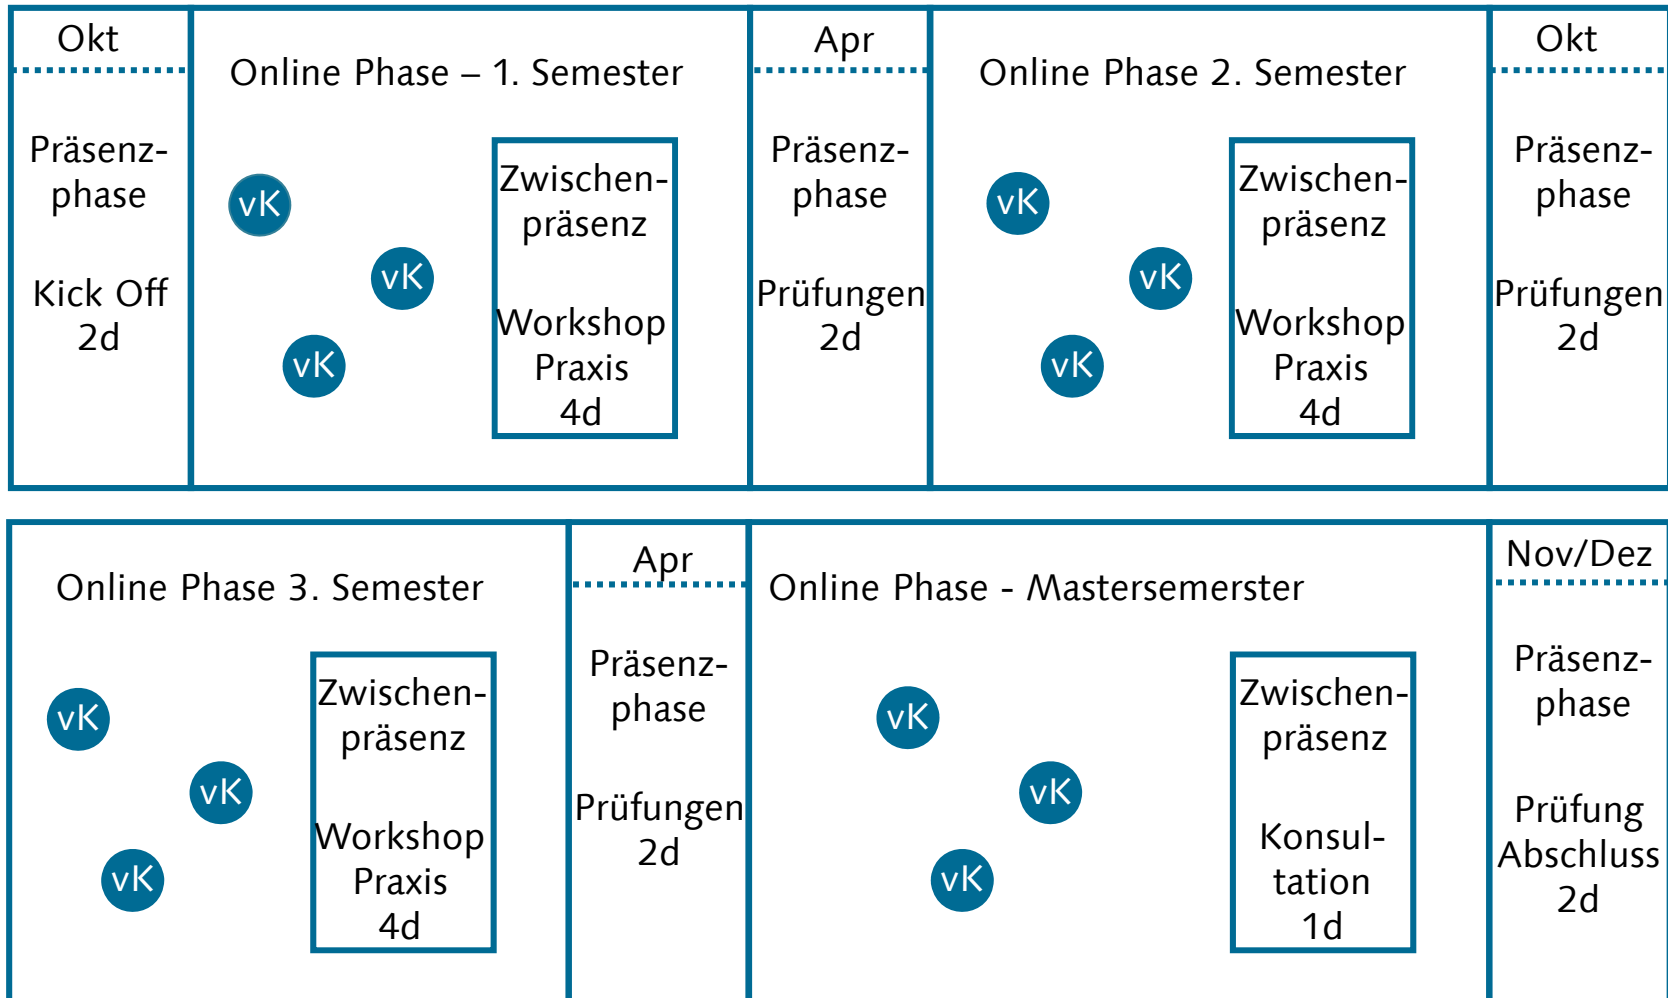 Okt
Präsenz-
phase
Kick Off
2d
Online Phase – 1. Semester
vK
vK
vK
Zwischen-
präsenz
Workshop
Praxis
4d
Apr
Präsenz-
phase
Prüfungen
2d
Online Phase 2. Semester
vK
vK
vK
Zwischen-
präsenz
Workshop
Praxis
4d
Okt
Präsenz-
phase
Prüfungen
2d
Online Phase 3. Semester
vK
vK
vK
Zwischen-
präsenz
Workshop
Praxis
4d
Apr
Präsenz-
phase
Prüfungen
2d
Online Phase - Mastersemerster
vK
vK
vK
Zwischen-
präsenz
Konsul-
tation
1d
Nov/Dez
Präsenz-
phase
Prüfung
Abschluss
2d